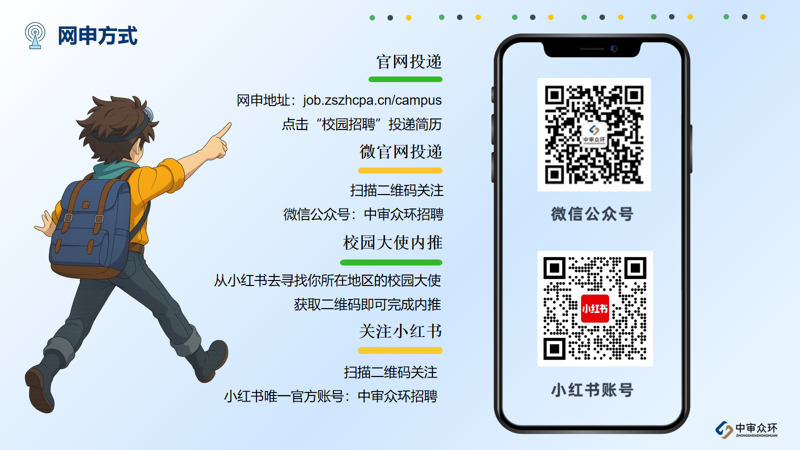 网申方式
官网投递
网申地址：job.zszhcpa.cn/campus
点击“校园招聘”投递简历
微官网投递
扫描二维码关注
微信公众号：中审众环招聘
校园大使内推
从小红书去寻找你所在地区的校园大使
获取二维码即可完成内推
关注小红书
扫描二维码关注
小红书唯一官方账号：中审众环招聘
中审众环
微信公众号
小红书
小红书账号
中审众环
ZHONGSHENZHONGHUAN